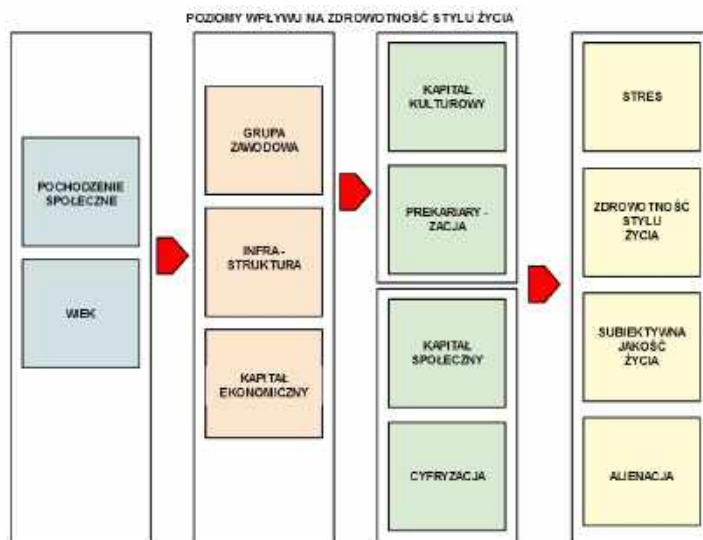 POZIOMY WPŁYWU NA ZDROWOTNOŚĆ STYLU ŻYCIA
POCHODZENIE
SPOŁECZNE
WIEK
GRUPA
ZAWODOWA
INFRA-
STRUKTURA
KAPITAŁ
EKONOMICZNY
KAPITAŁ
KULTUROWY
PREKARIARY-
ZACJA
KAPITAŁ
SPOŁECZNY
CYFRYZACJA
STRES
ZDROWOTNOŚĆ
STYLU
ŻYCIA
SUBIEKTYWNA
JAKOŚĆ
ŻYCIA
ALIENACJA